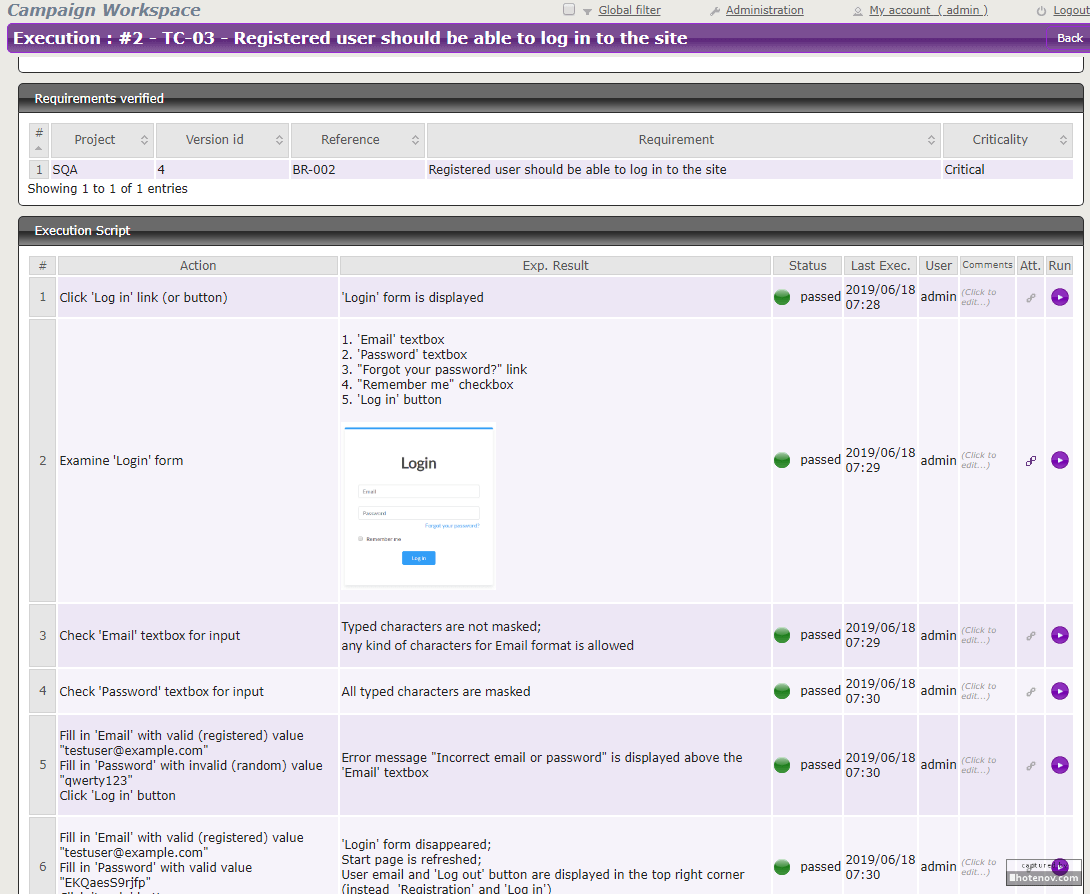 Campaign Workspace
Global filter
Administration
My account ( admin )
Logout
Execution : #2 - TC-03 - Registered user should be able to log in to the site
Back
Requirements verified
# Project Version id Reference Requirement Criticality
1 SQA 4 BR-002 Registered user should be able to log in to the site Critical
Showing 1 to 1 of 1 entries
Execution Script
# Action Exp. Result Status Last Exec. User Comments Att. Run
1 Click 'Log in' link (or button) 'Login' form is displayed passed 2019/06/18 07:28 admin (Click to edit...)
1. 'Email' textbox
2. 'Password' textbox
3. "Forgot your password?" link
4. "Remember me" checkbox
5. 'Log in' button
Login
Email
Password
Forgot your password?
Remember me
Log in
2 Examine 'Login' form passed 2019/06/18 07:29 admin (Click to edit...)
3 Check 'Email' textbox for input
Typed characters are not masked;
any kind of characters for Email format is allowed
passed 2019/06/18 07:29 admin (Click to edit...)
4 Check 'Password' textbox for input All typed characters are masked passed 2019/06/18 07:30 admin (Click to edit...)
5
Fill in 'Email' with valid (registered) value
"testuser@example.com"
Fill in 'Password' with invalid (random) value
"qwerty123"
Click 'Log in' button
Error message "Incorrect email or password" is displayed above the
'Email' textbox
passed 2019/06/18 07:30 admin (Click to edit...)
6
Fill in 'Email' with valid (registered) value
"testuser@example.com"
Fill in 'Password' with valid value
"EKQaesS9rjfp"
Click 'Log in' button
'Login' form disappeared;
Start page is refreshed;
User email and 'Log out' button are displayed in the top right corner
(instead 'Registration' and 'Log in')
passed 2019/06/18 07:30 admin (Click to edit...)
hotenov.com